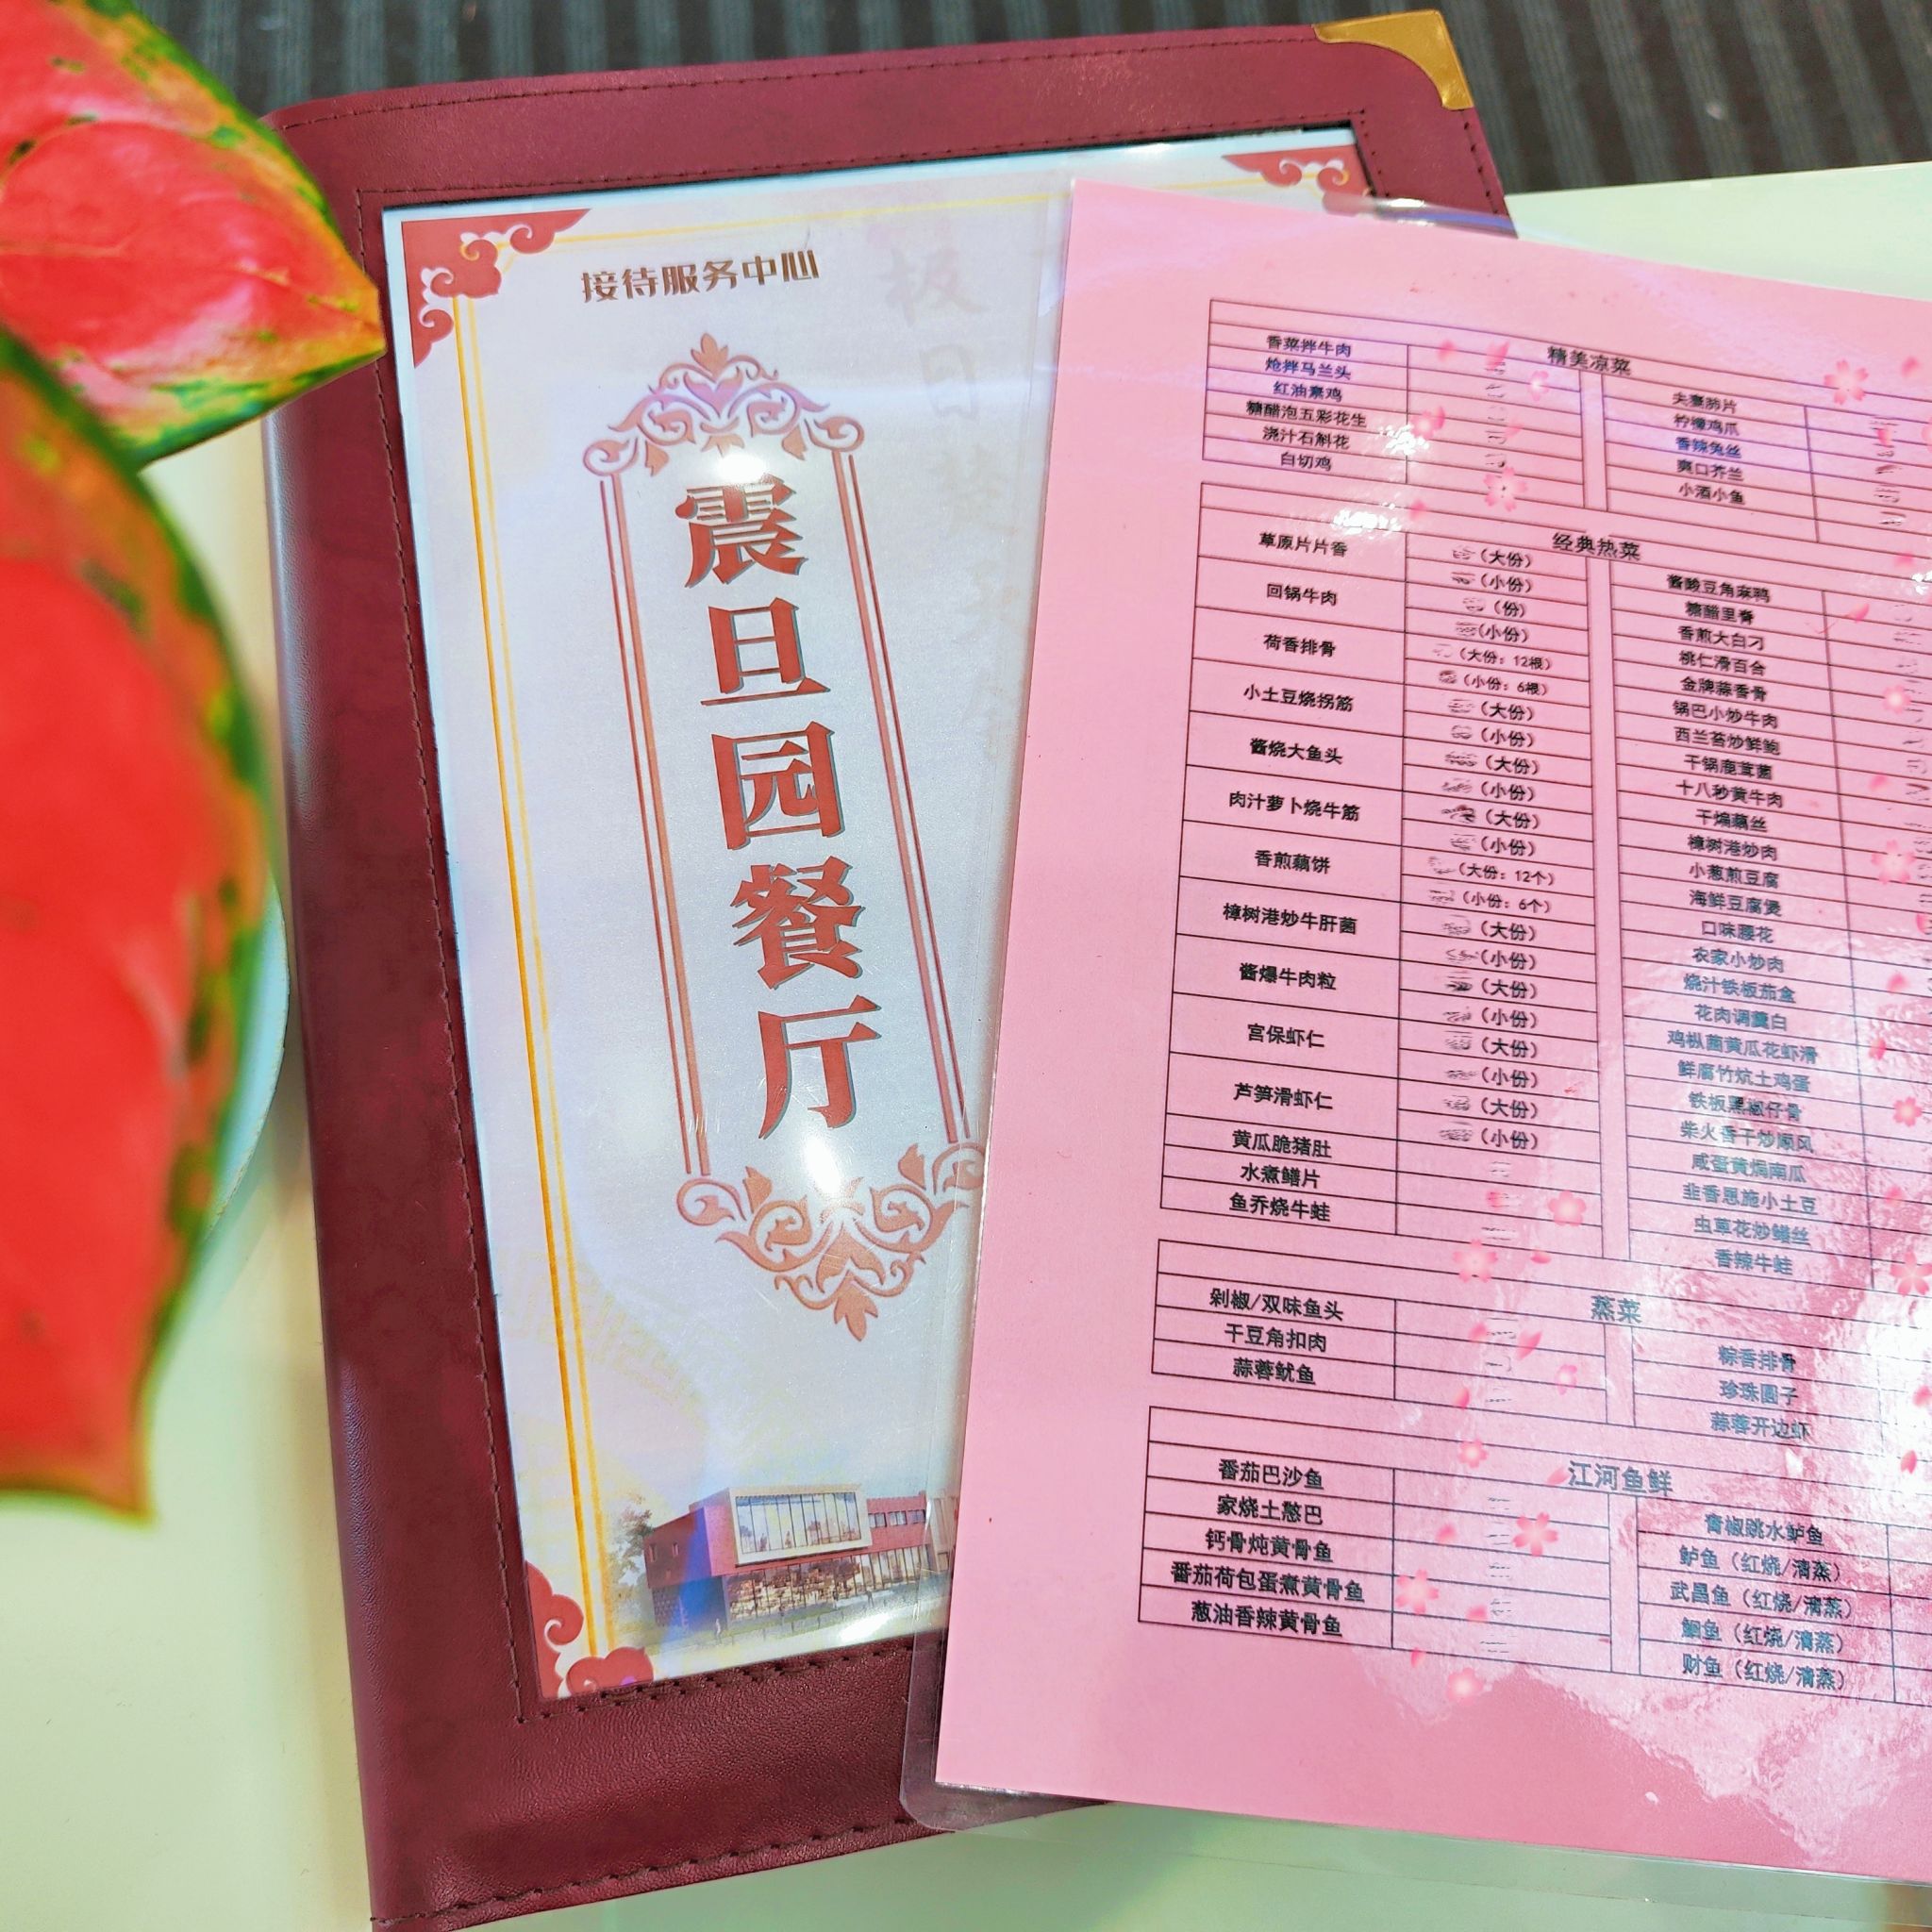 接待服务中心
震旦园餐厅
精美凉菜
香菜拌牛肉
炝拌马兰头
红油素鸡
糖醋泡五彩花生
浇汁石斛花
白切鸡
夫妻肺片
柠檬鸡爪
香辣兔丝
爽口芥兰
小酒小鱼
经典热菜
草原片片香
(大份)
(小份)
回锅牛肉
(份)
(小份)
荷香排骨
(大份: 12根)
(小份: 6根)
小土豆烧拐筋
(大份)
(小份)
酱烧大鱼头
(大份)
(小份)
肉汁萝卜烧牛筋
(大份)
(小份)
香煎藕饼
(大份: 12个)
(小份: 6个)
樟树港炒牛肝菌
(大份)
(小份)
酱爆牛肉粒
(大份)
(小份)
宫保虾仁
(大份)
(小份)
芦笋滑虾仁
(大份)
(小份)
黄瓜脆猪肚
水煮鳝片
鱼乔烧牛蛙
酱酸豆角麻鸭
糖醋里脊
香煎大白刁
桃仁滑百合
金牌蒜香骨
锅巴小炒牛肉
西兰苔炒鲜鲍
干锅鹿茸菌
十八秒黄牛肉
干煸藕丝
樟树港炒肉
小葱煎豆腐
海鲜豆腐煲
口味腰花
农家小炒肉
烧汁铁板茄盒
花肉调羹白
鸡枞菌黄瓜花虾滑
鲜腐竹炕土鸡蛋
铁板黑椒仔骨
柴火香干炒顺风
咸蛋黄焗南瓜
韭香恩施小土豆
虫草花炒鳝丝
香辣牛蛙
蒸菜
剁椒/双味鱼头
干豆角扣肉
蒜蓉鱿鱼
粽香排骨
珍珠圆子
蒜蓉开边虾
江河鱼鲜
番茄巴沙鱼
家烧土憨巴
钙骨炖黄骨鱼
番茄荷包蛋煮黄骨鱼
葱油香辣黄骨鱼
青椒跳水鲈鱼
鲈鱼（红烧/清蒸）
武昌鱼（红烧/清蒸）
鮰鱼（红烧/清蒸）
财鱼（红烧/清蒸）